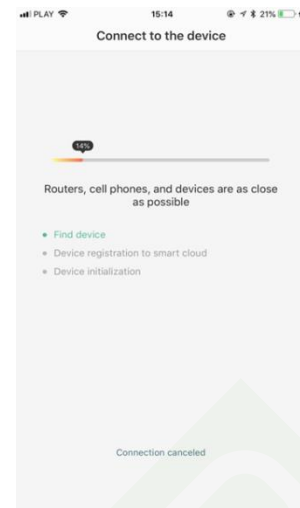 PLAY 15:14 21%
Connect to the device
14%
Routers, cell phones, and devices are as close
as possible
Find device
Device registration to smart cloud
Device initialization
Connection canceled